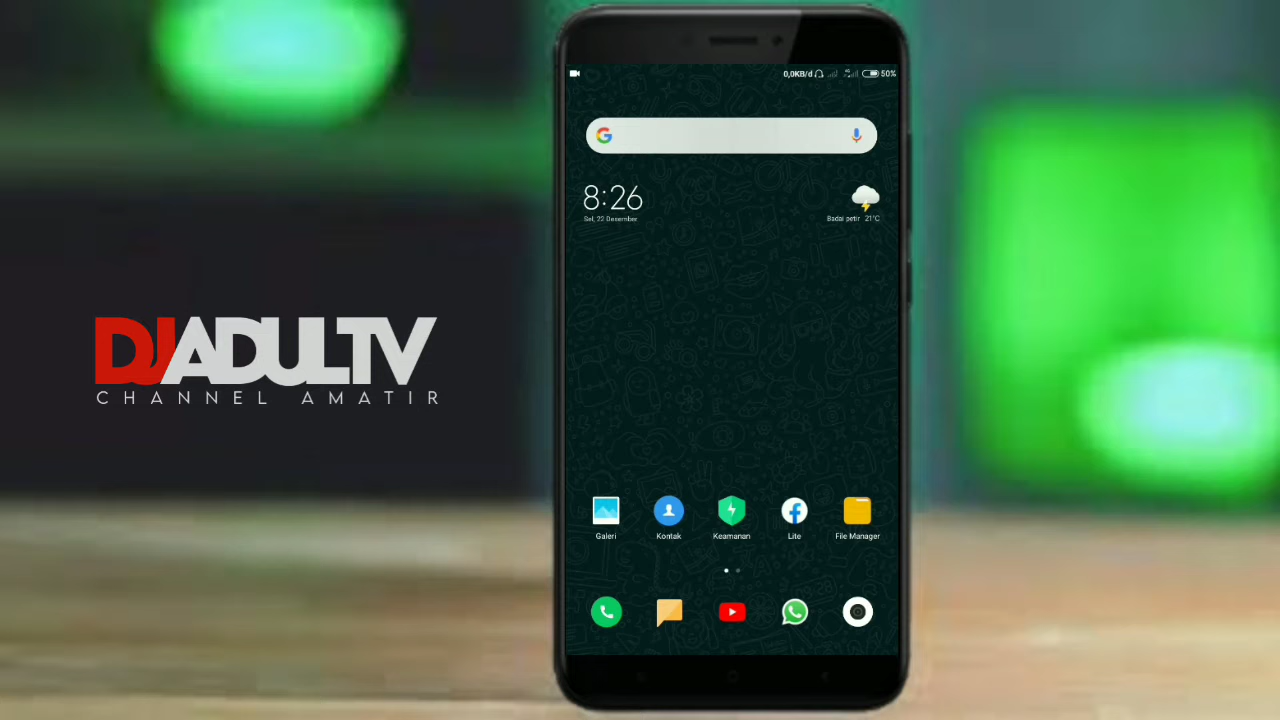 0,0KB/d 4G 50%
8:26
Sel, 22 Desember
Badai petir 21°C
DJADULTV
CHANNEL AMATIR
Galeri
Kontak
Keamanan
Lite
File Manager